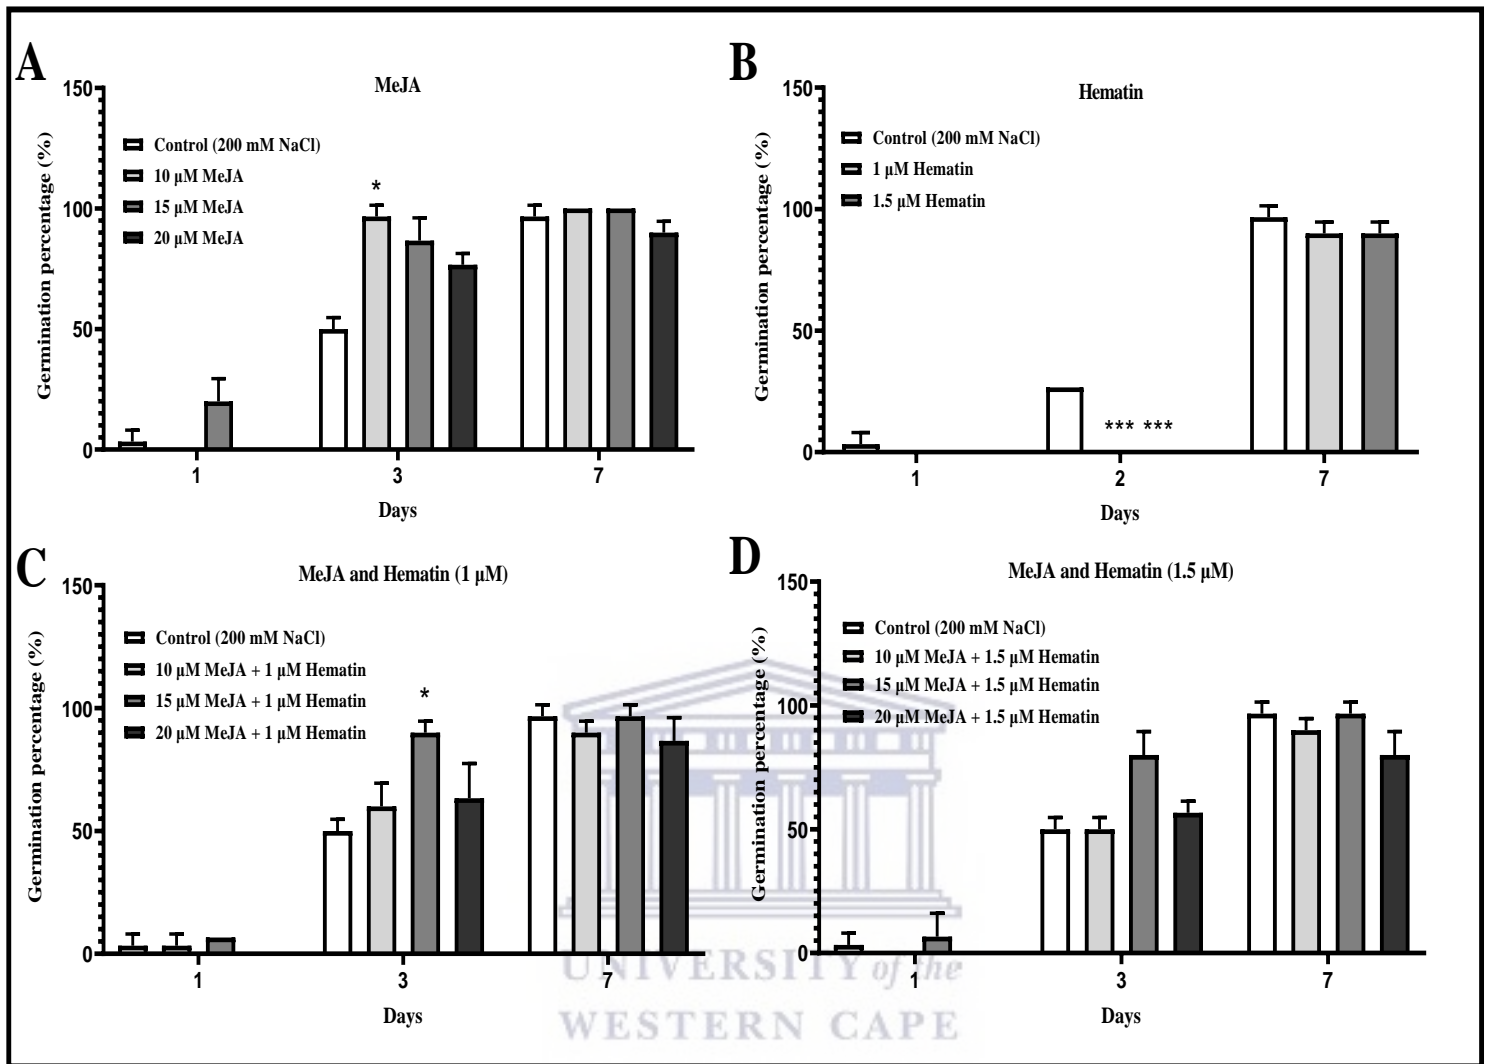 A
MeJA
150
100
50
0
Germination percentage (%)
Control (200 mM NaCl)
10 µM MeJA
15 µM MeJA
20 µM MeJA
*
1 3 7
Days
B
Hematin
150
100
50
0
Germination percentage (%)
Control (200 mM NaCl)
1 µM Hematin
1.5 µM Hematin
*** ***
1 2 7
Days
C
MeJA and Hematin (1 µM)
150
100
50
0
Germination percentage (%)
Control (200 mM NaCl)
10 µM MeJA + 1 µM Hematin
15 µM MeJA + 1 µM Hematin
20 µM MeJA + 1 µM Hematin
*
1 3 7
Days
D
MeJA and Hematin (1.5 µM)
150
100
50
0
Germination percentage (%)
Control (200 mM NaCl)
10 µM MeJA + 1.5 µM Hematin
15 µM MeJA + 1.5 µM Hematin
20 µM MeJA + 1.5 µM Hematin
1 3 7
Days
UNIVERSITY of the
WESTERN CAPE